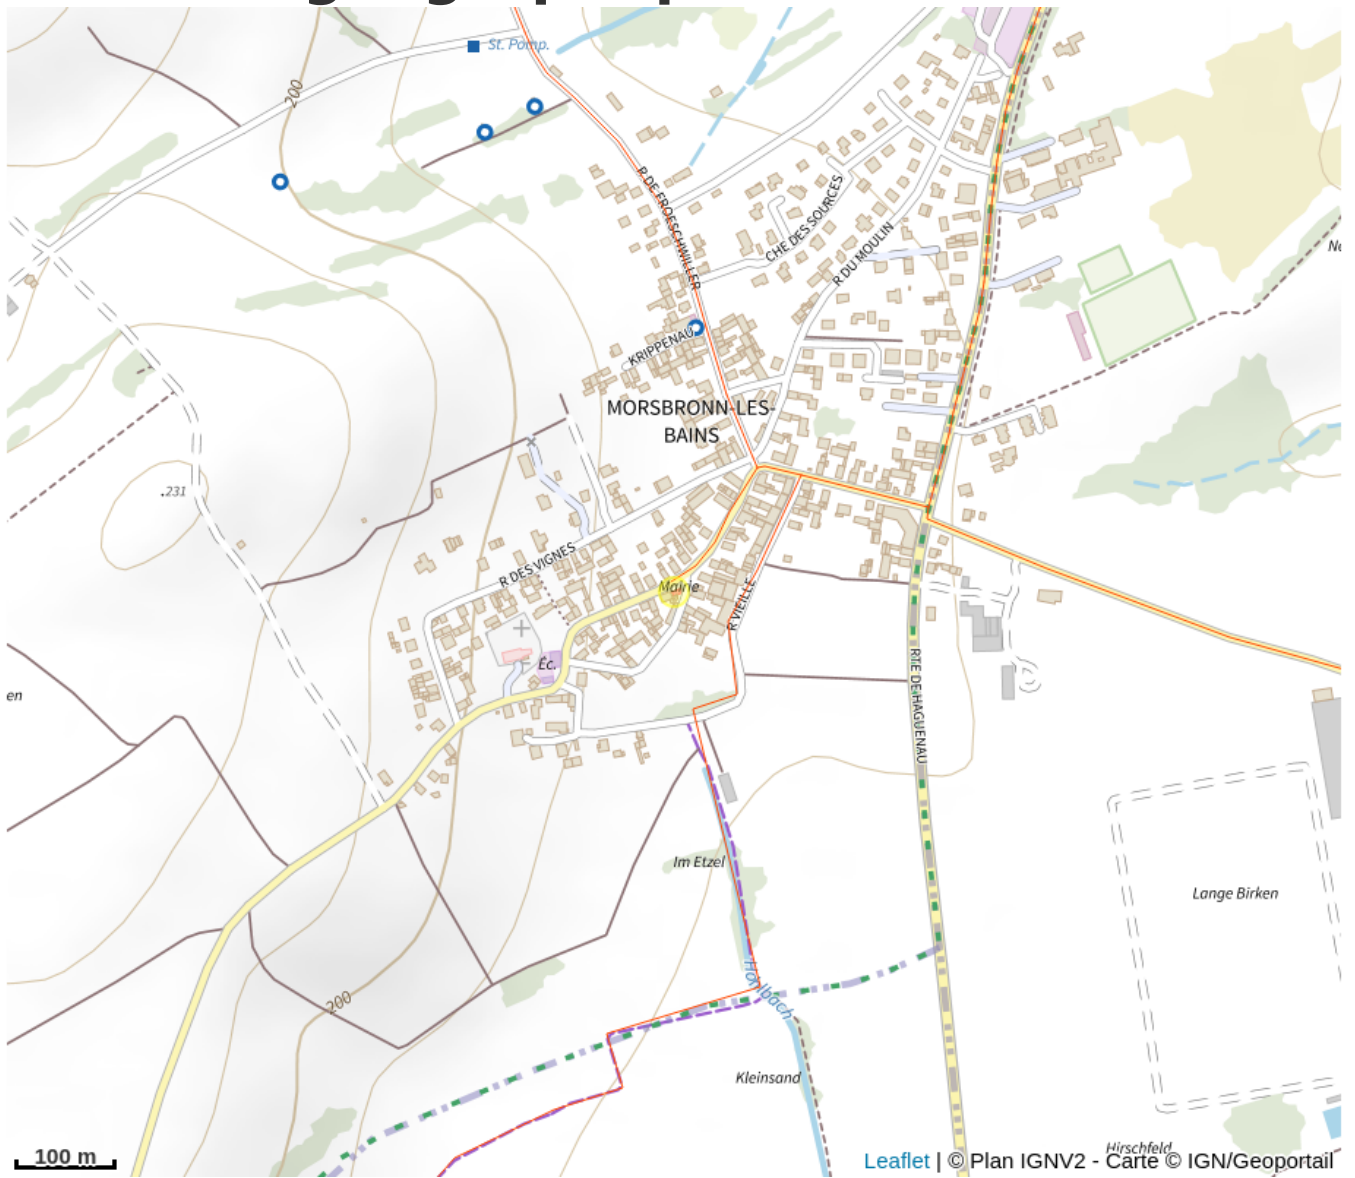 St. Pomp.
200
R DE FROESCHWILLER
CHE DES SOURCES
R DU MOULIN
KRIPPENAU
MORSBRONN-LES-
BAINS
.231
R DES VIGNES
Mairie
R VIEILLE
Éc.
RTE DE HAGUENAU
en
Im Etzel
Lange Birken
Hohlbach
200
Kleinsand
Hirschfeld
100 m
Leaflet | © Plan IGNV2 - Carte © IGN/Geoportail